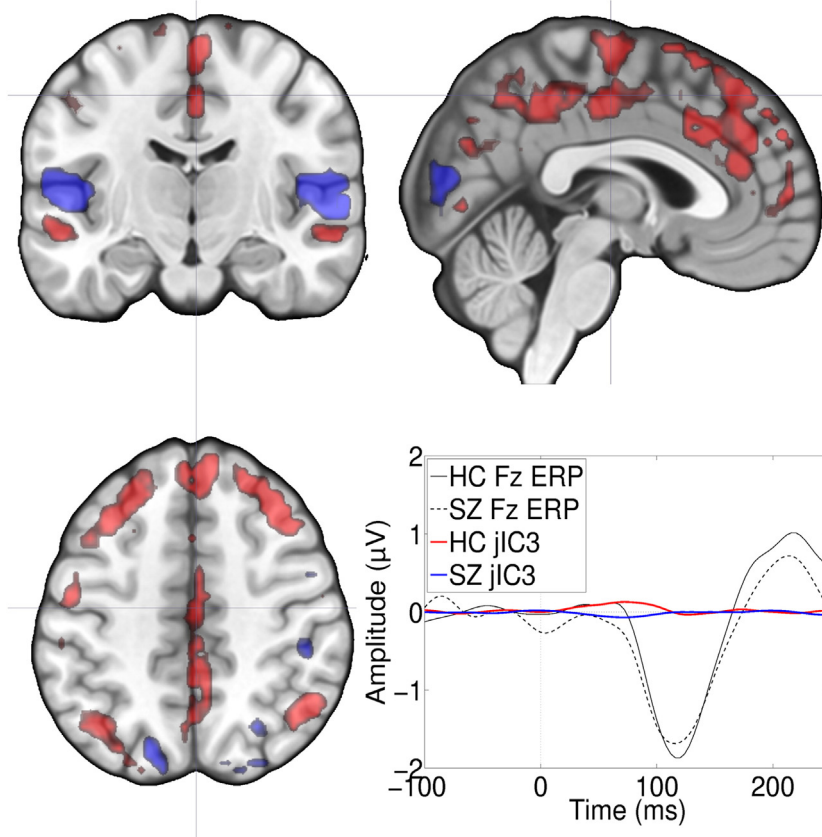 2
1
0
−1
−2
Amplitude (µV)
HC Fz ERP
SZ Fz ERP
HC jIC3
SZ jIC3
−100 0 100 200
Time (ms)